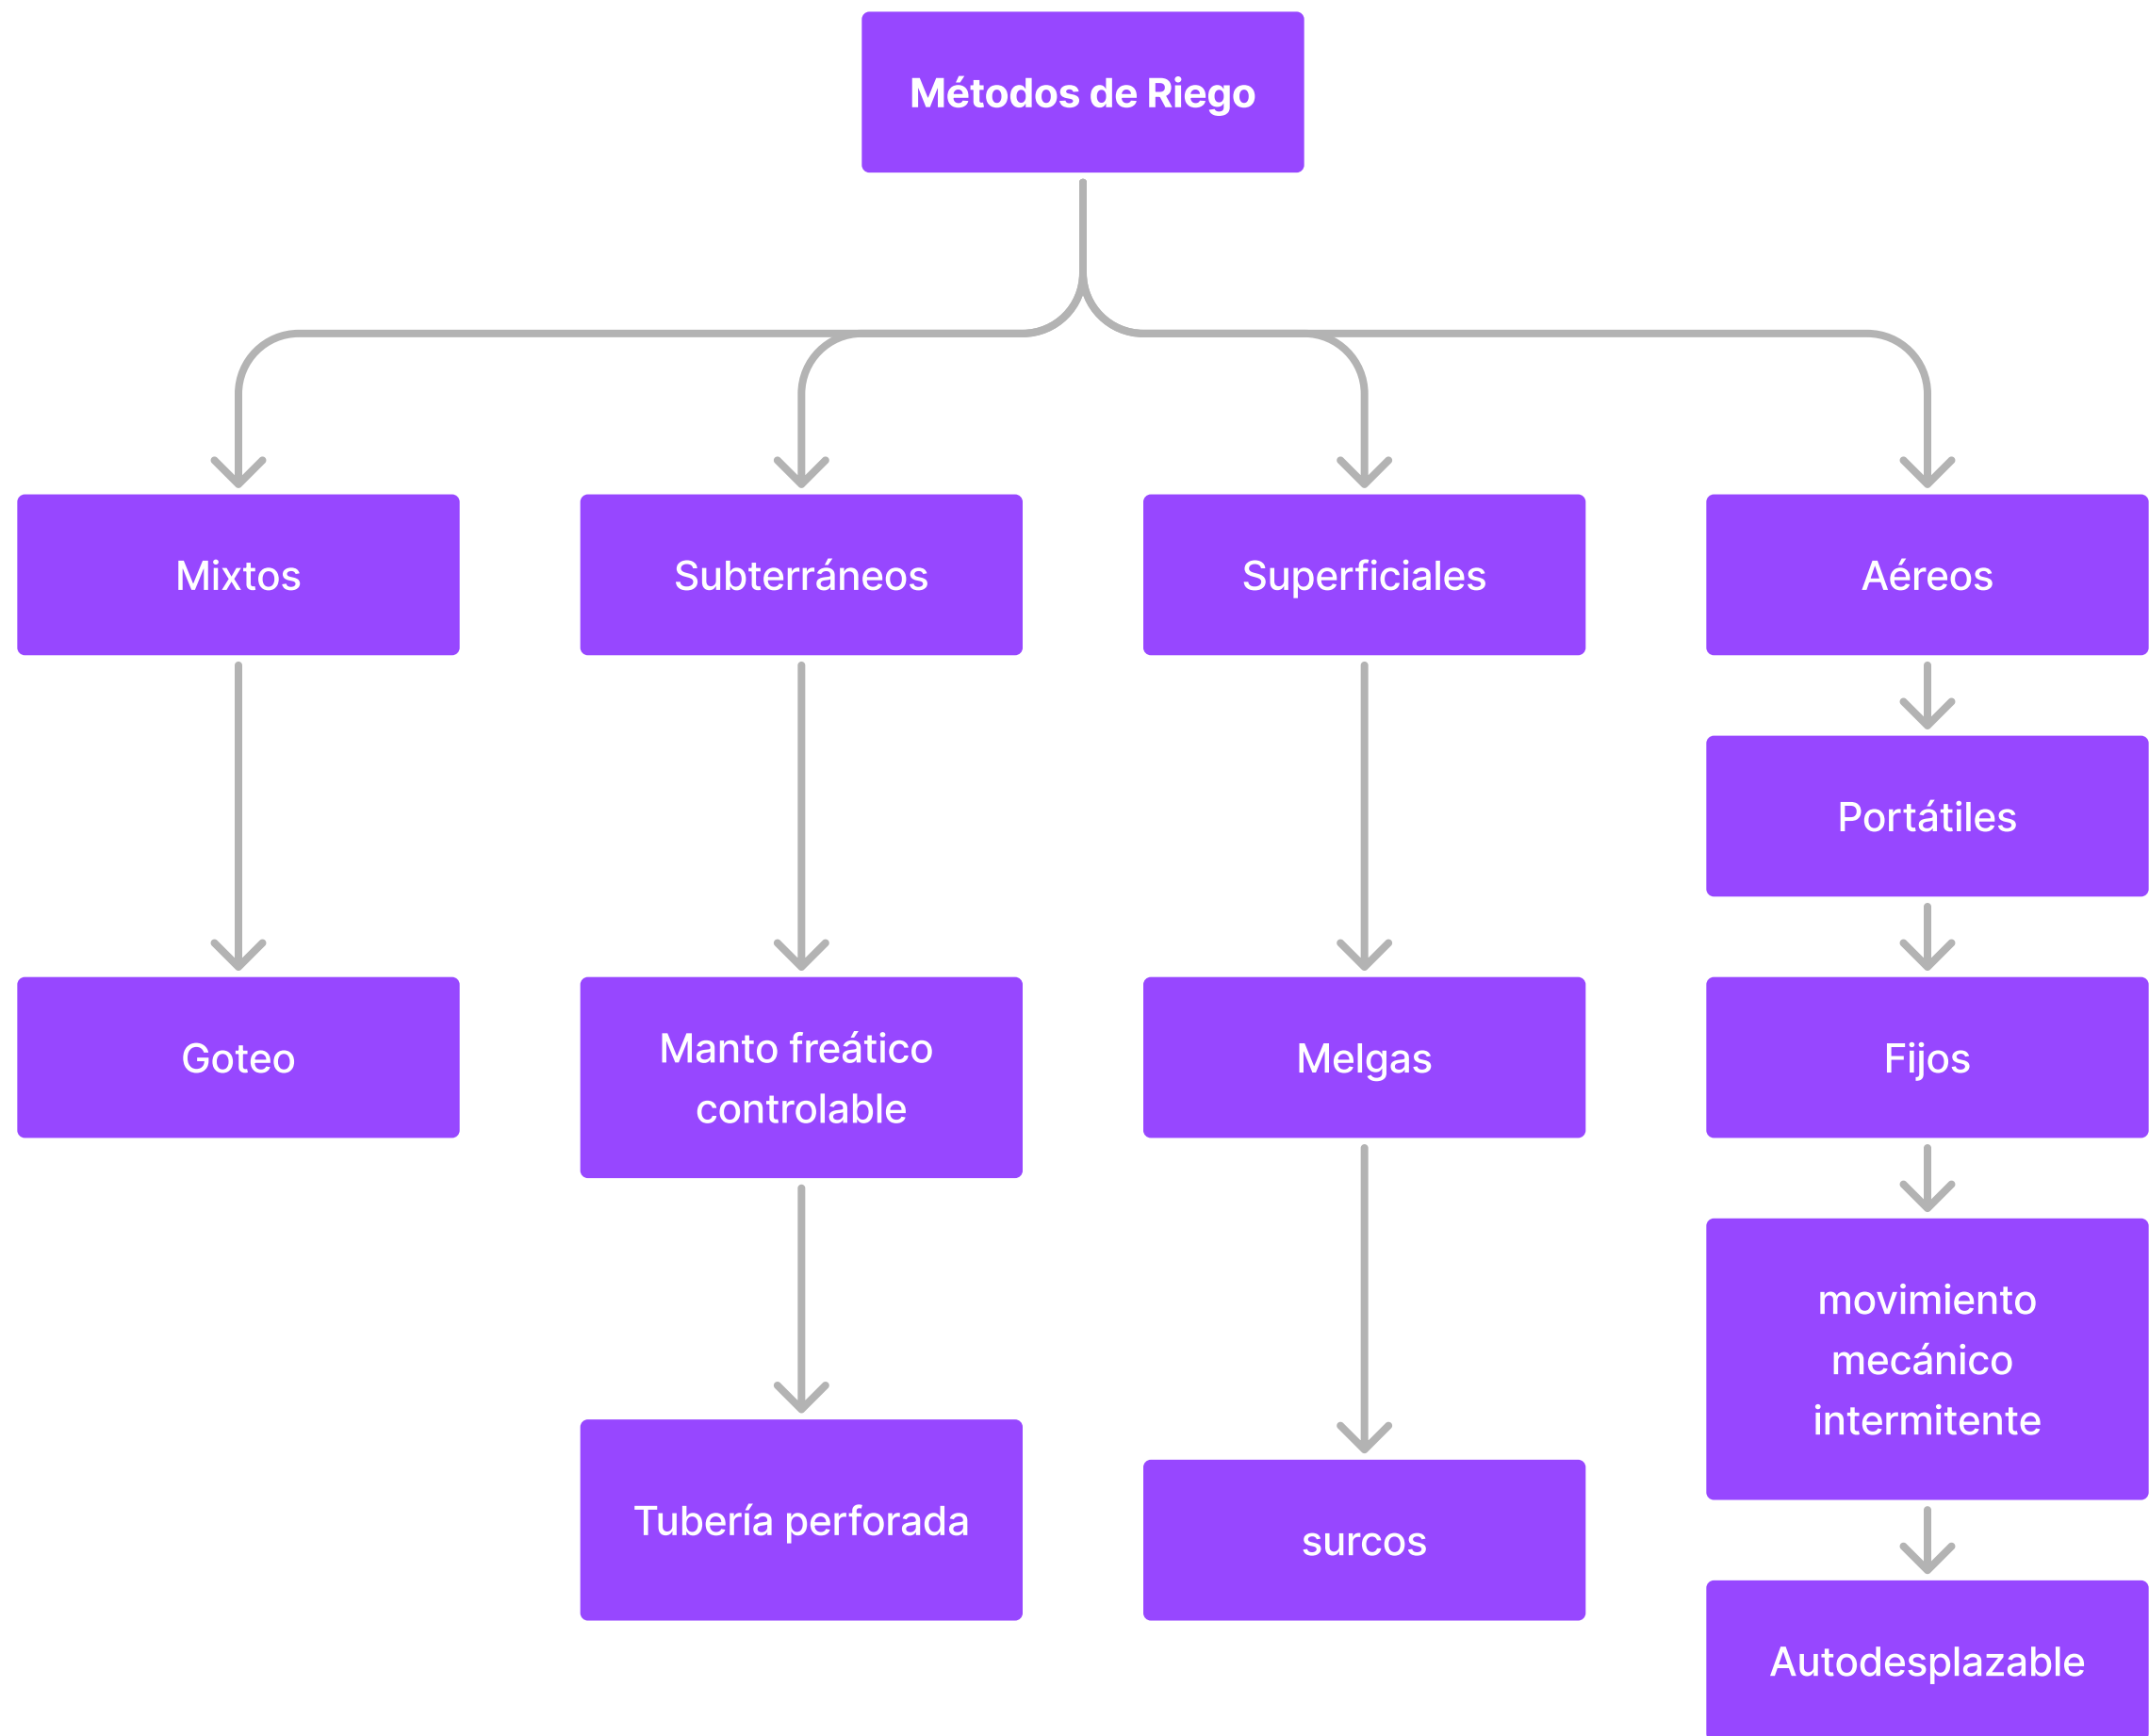 Métodos de Riego
Mixtos
Subterráneos
Superficiales
Aéreos
Portátiles
Goteo
Manto freático
controlable
Melgas
Fijos
movimiento
mecánico
intermitente
Tubería perforada
surcos
Autodesplazable